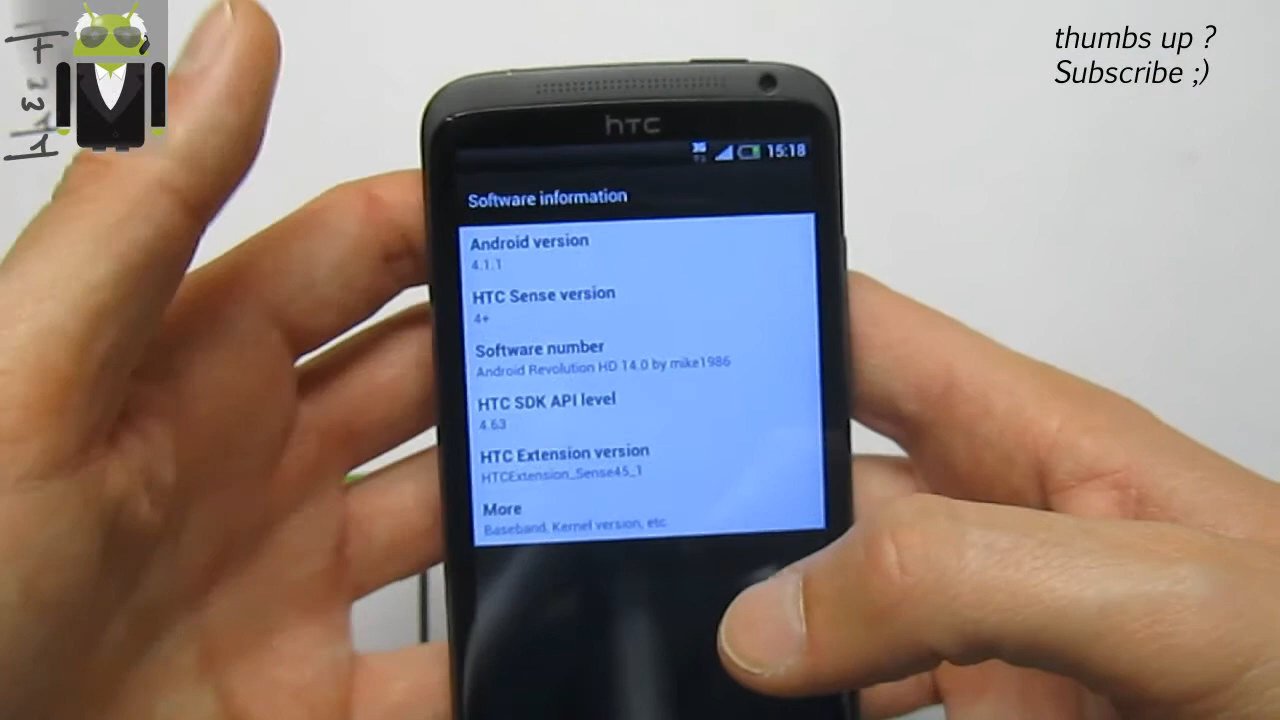 thumbs up ?
Subscribe ;)
hTC
3G
15:18
Software information
Android version
4.1.1
HTC Sense version
4+
Software number
Android Revolution HD 14.0 by mike1986
HTC SDK API level
4.63
HTC Extension version
HTCExtension_Sense45_1
More
Baseband, Kernel version, etc